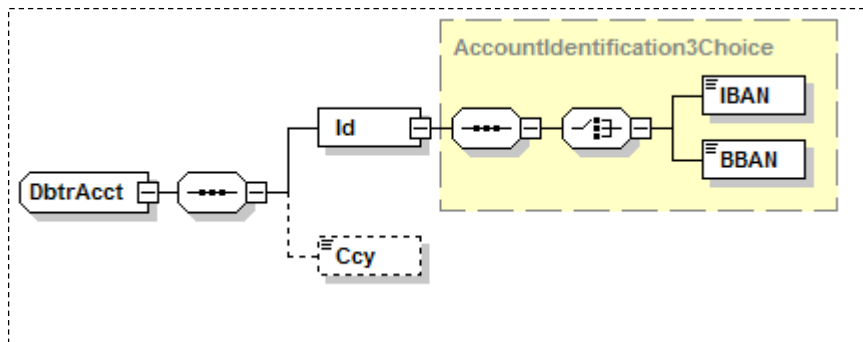 AccountIdentification3Choice
IBAN
Id
BBAN
DbtrAcct
Ccy